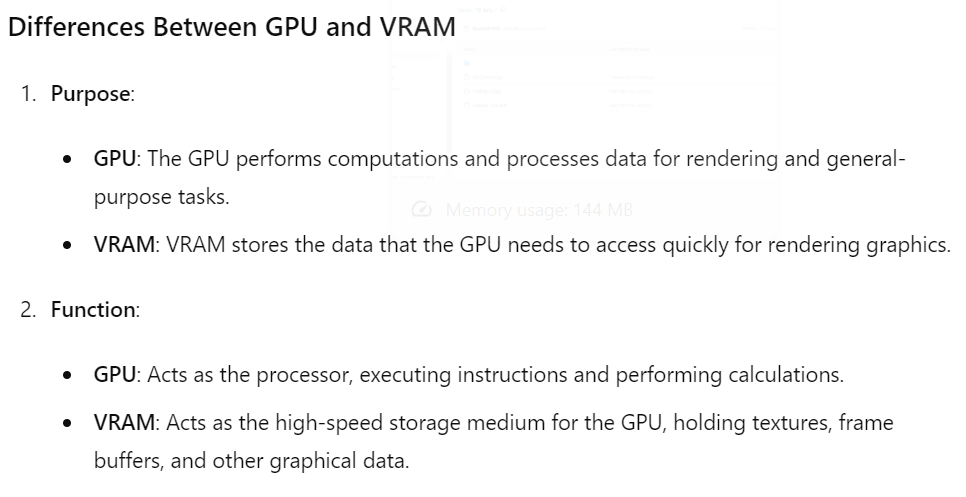 Differences Between GPU and VRAM
1. Purpose:
• GPU: The GPU performs computations and processes data for rendering and general-
purpose tasks.
Memory usage: 144 MB
• VRAM: VRAM stores the data that the GPU needs to access quickly for rendering graphics.
2. Function:
• GPU: Acts as the processor, executing instructions and performing calculations.
• VRAM: Acts as the high-speed storage medium for the GPU, holding textures, frame
buffers, and other graphical data.